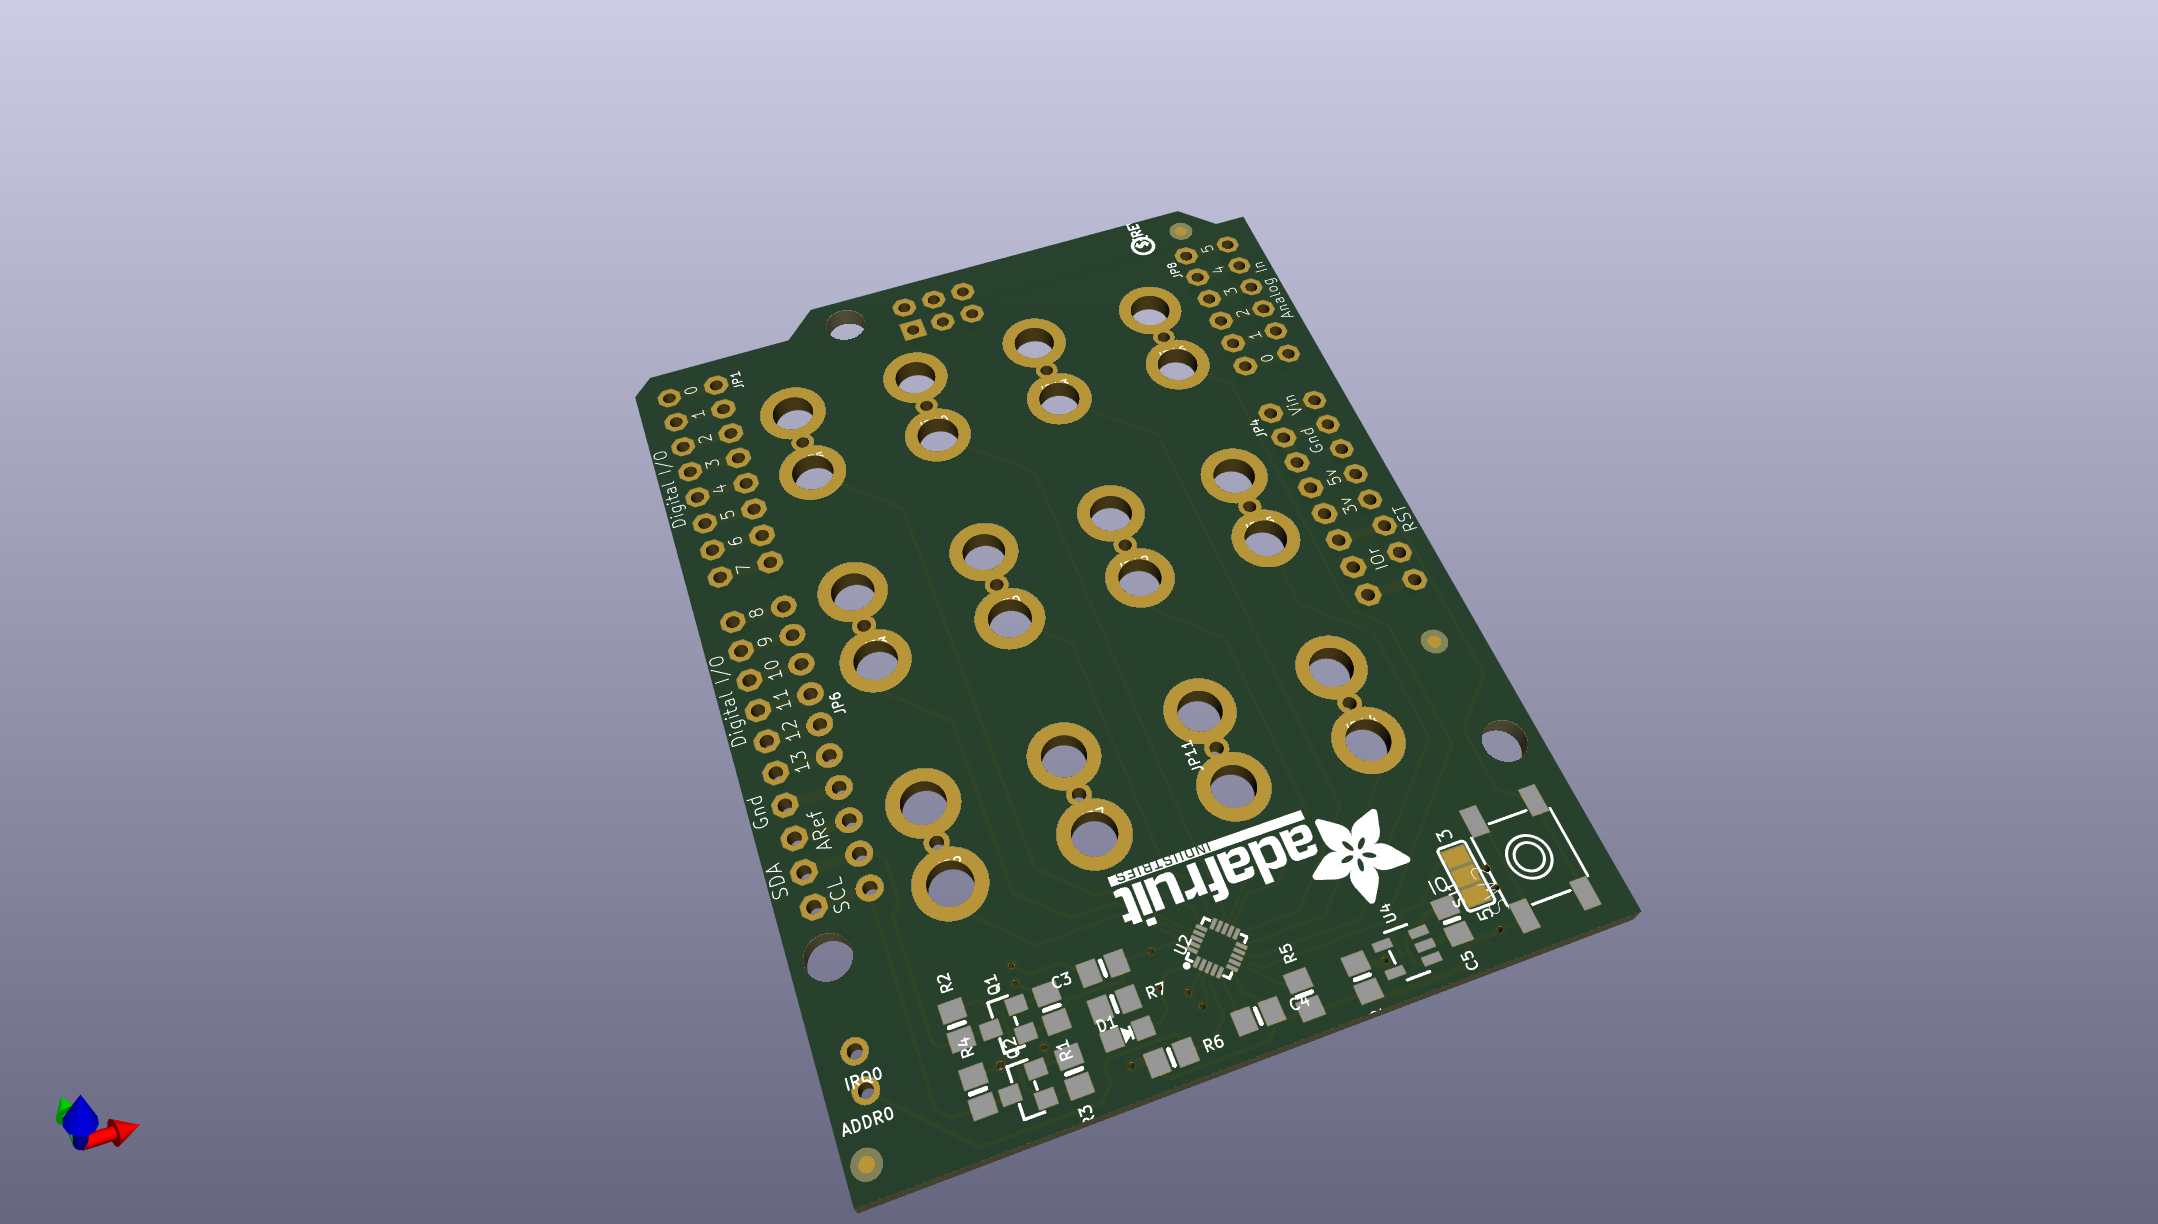 JP8
5
4
3
2
1
0
Analog In
JP1
0
1
2
3
4
5
6
7
Digital I/O
JP4
Vin
Gnd
5v
3v
RST
IOr
8
9
10
11
12
13
Digital I/O
JP6
Gnd
ARef
SDA
SCL
JP11
adafruit
INDUSTRIES
3
5
U4
C5
U2
R5
C4
R2
Q1
C3
R7
D1
R4
Q2
R1
R6
IRQ0
ADDR0